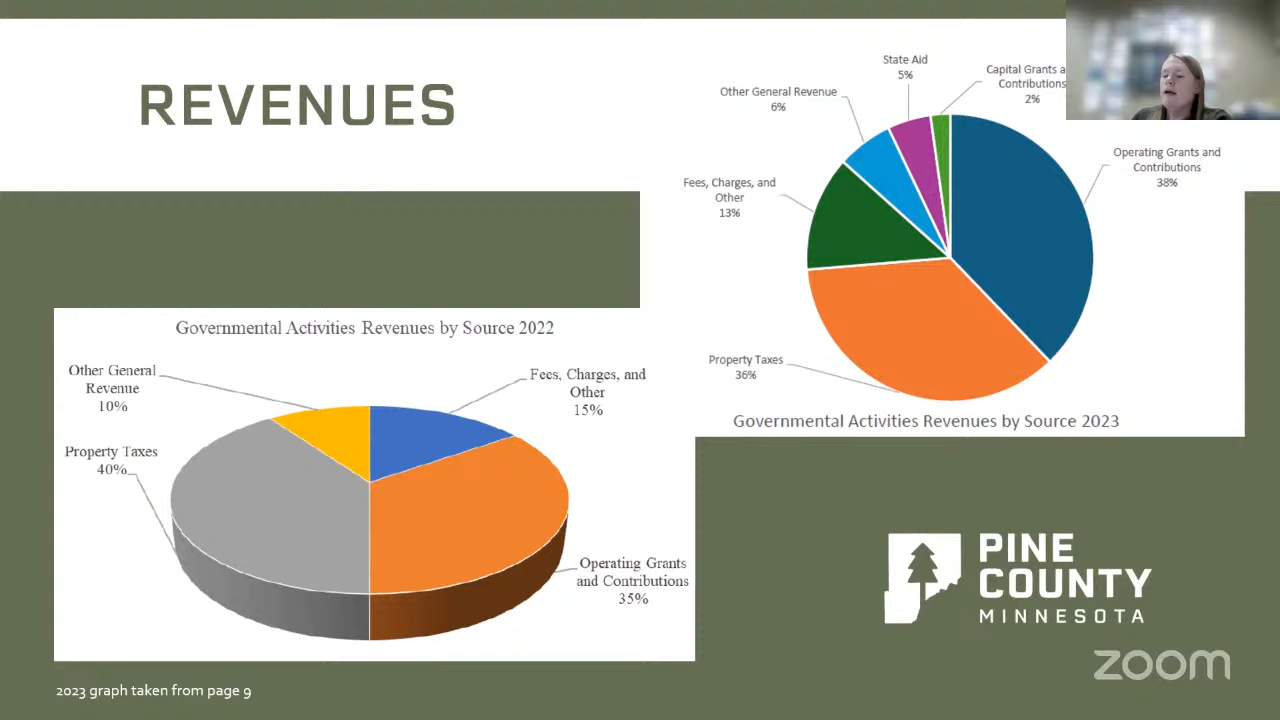 REVENUES
State Aid
5%
Capital Grants a
Contributions
2%
Other General Revenue
6%
Operating Grants and
Contributions
38%
Fees, Charges, and
Other
13%
Property Taxes
36%
Governmental Activities Revenues by Source 2023
Governmental Activities Revenues by Source 2022
Other General
Revenue
10%
Fees, Charges, and
Other
15%
Property Taxes
40%
Operating Grants
and Contributions
35%
PINE
COUNTY
MINNESOTA
zoom
2023 graph taken from page 9